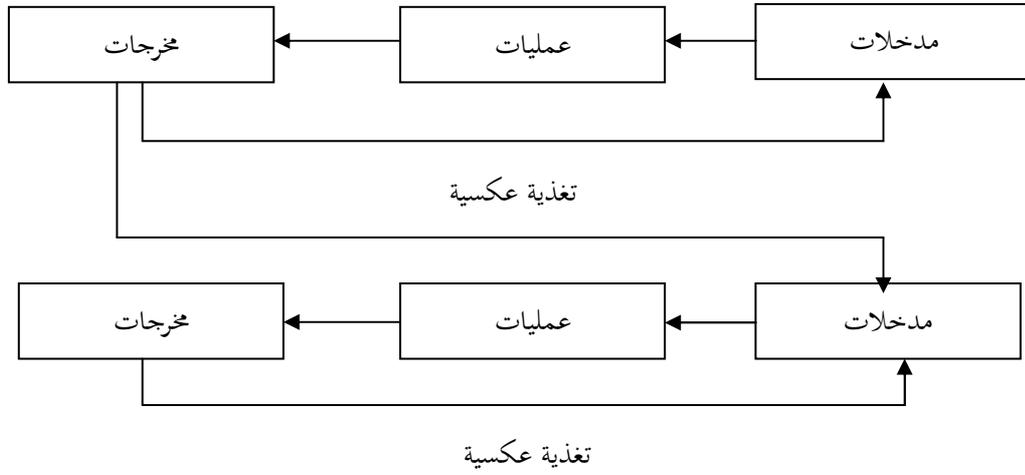 مدخلات
عمليات
مخرجات
تغذية عكسية
مدخلات
عمليات
مخرجات
تغذية عكسية